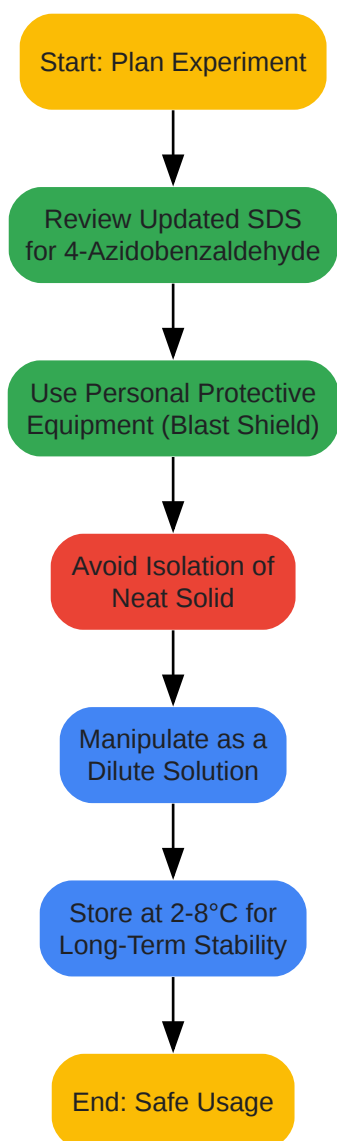 Start: Plan Experiment
Review Updated SDS
for 4-Azidobenzaldehyde
Use Personal Protective
Equipment (Blast Shield)
Avoid Isolation of
Neat Solid
Manipulate as a
Dilute Solution
Store at 2-8°C for
Long-Term Stability
End: Safe Usage